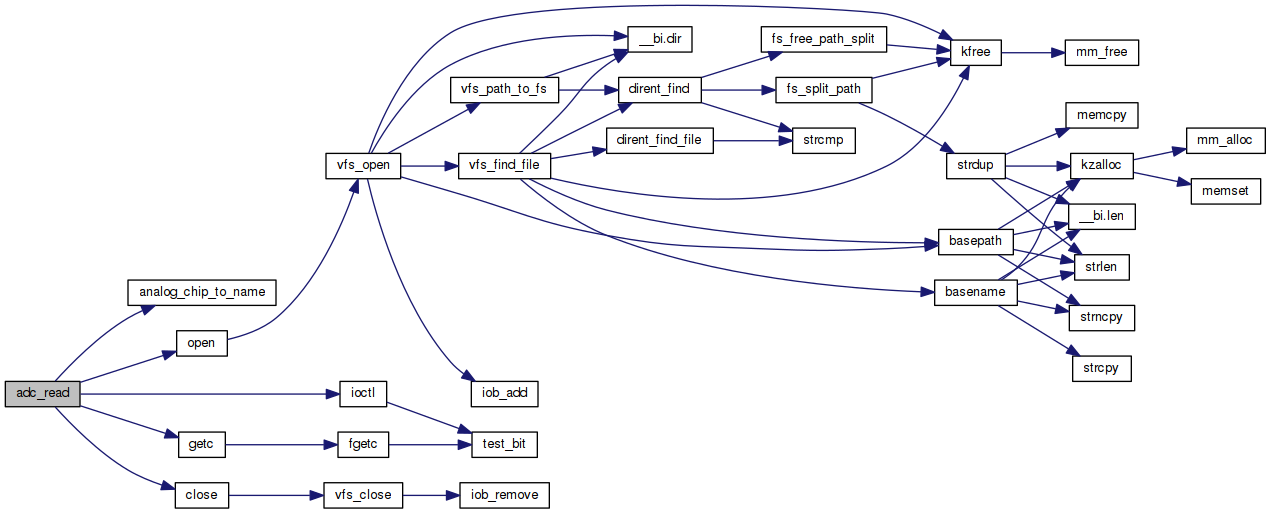 adc_read
analog_chip_to_name
open
ioctl
getc
close
fgetc
vfs_close
vfs_open
iob_add
test_bit
iob_remove
vfs_path_to_fs
vfs_find_file
__bi.dir
dirent_find
dirent_find_file
fs_free_path_split
fs_split_path
strcmp
kfree
strdup
basepath
basename
mm_free
memcpy
kzalloc
__bi.len
strlen
strncpy
strcpy
mm_alloc
memset